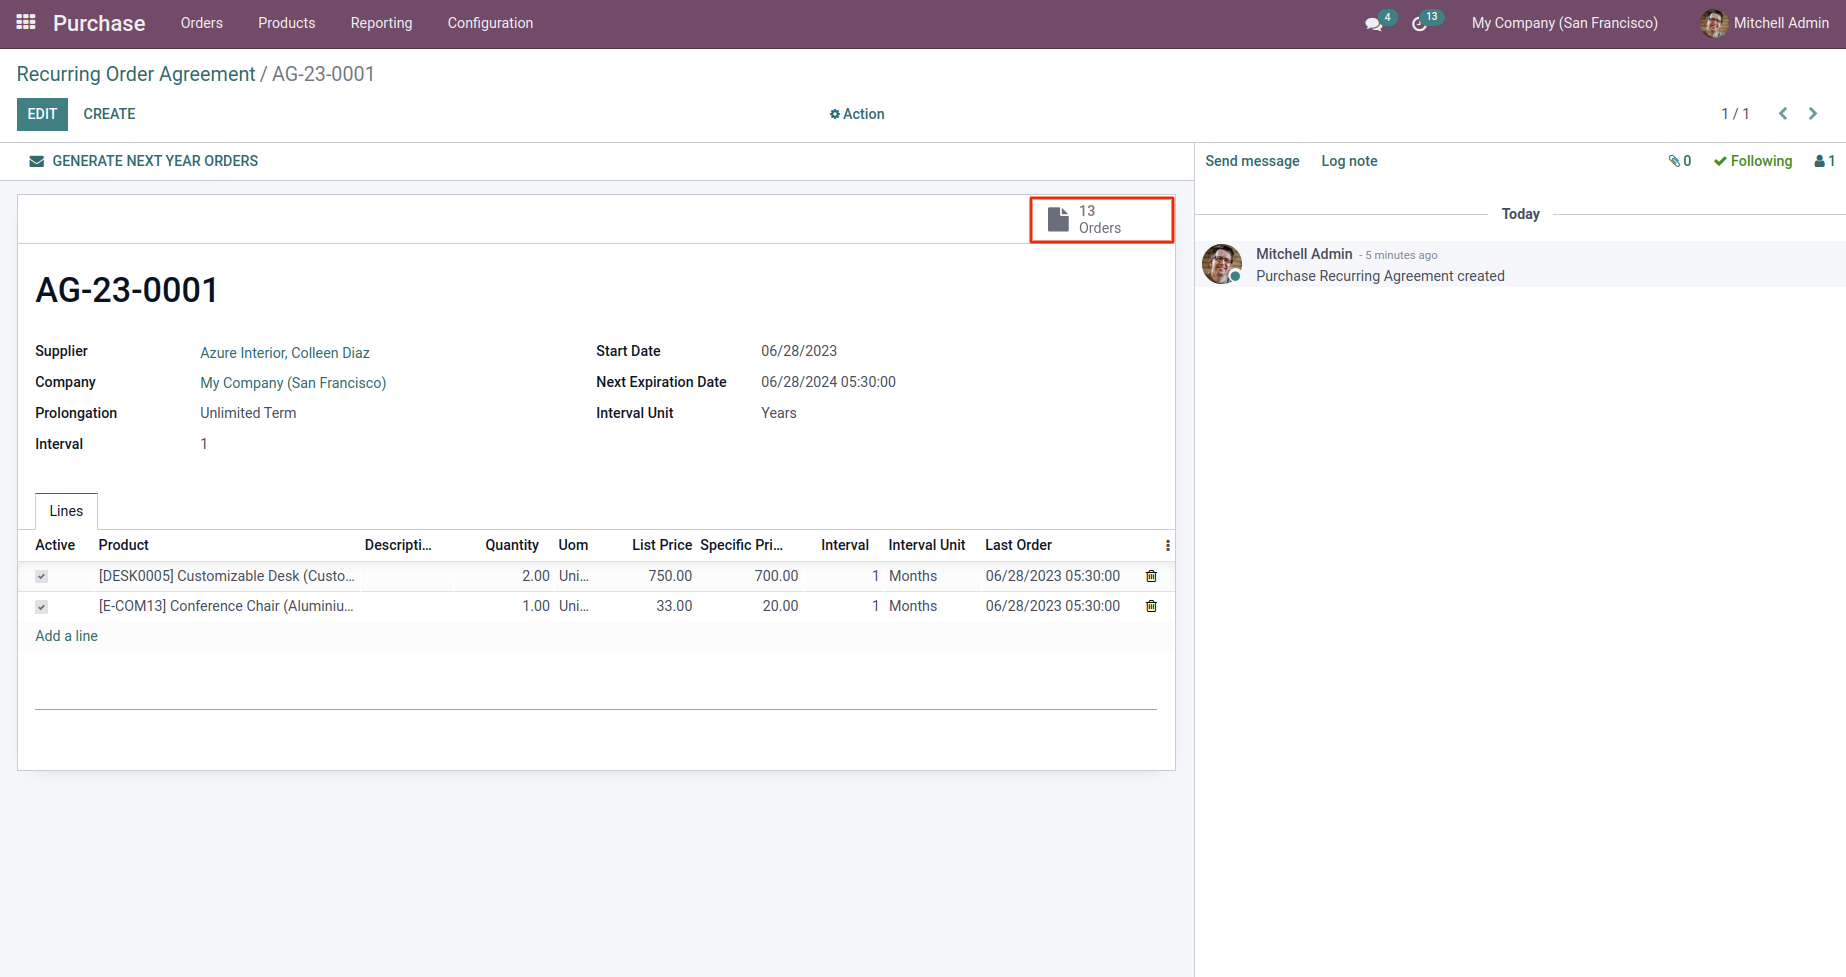 Purchase Orders Products Reporting Configuration 4 13 My Company (San Francisco) Mitchell Admin
Recurring Order Agreement / AG-23-0001
EDIT CREATE Action 1 / 1
GENERATE NEXT YEAR ORDERS
Send message Log note 0 Following 1
13
Orders
Today
Mitchell Admin - 5 minutes ago
Purchase Recurring Agreement created
AG-23-0001
Supplier Azure Interior, Colleen Diaz Start Date 06/28/2023
Company My Company (San Francisco) Next Expiration Date 06/28/2024 05:30:00
Prolongation Unlimited Term Interval Unit Years
Interval 1
Lines
Active Product Descripti... Quantity Uom List Price Specific Pri... Interval Interval Unit Last Order
[DESK0005] Customizable Desk (Custo... 2.00 Uni... 750.00 700.00 1 Months 06/28/2023 05:30:00
[E-COM13] Conference Chair (Aluminiu... 1.00 Uni... 33.00 20.00 1 Months 06/28/2023 05:30:00
Add a line